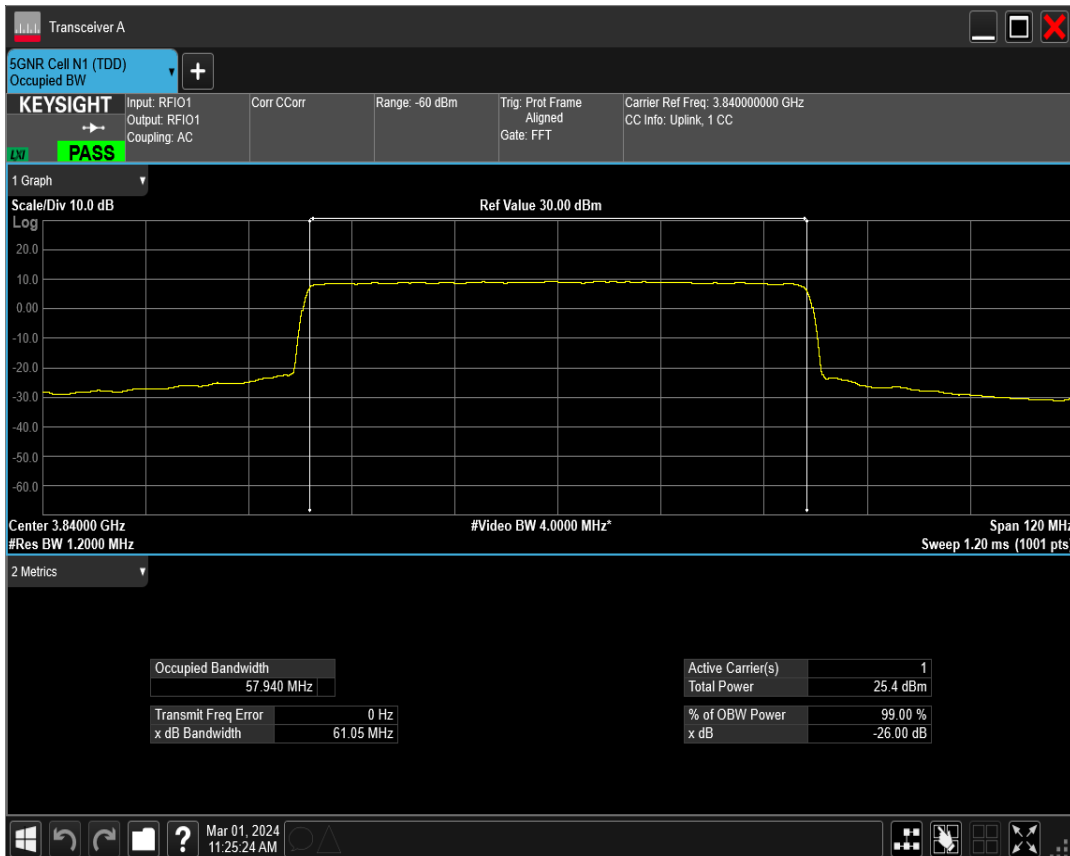 Transceiver A
5GNR Cell N1 (TDD)
Occupied BW
+
KEYSIGHT
LXI
PASS
Input: RFIO1
Output: RFIO1
Coupling: AC
Corr CCorr
Range: -60 dBm
Trig: Prot Frame
Aligned
Gate: FFT
Carrier Ref Freq: 3.840000000 GHz
CC Info: Uplink, 1 CC
1 Graph
Scale/Div 10.0 dB
Ref Value 30.00 dBm
Log
20.0
10.0
0.00
-10.0
-20.0
-30.0
-40.0
-50.0
-60.0
Center 3.84000 GHz
#Video BW 4.0000 MHz*
Span 120 MHz
#Res BW 1.2000 MHz
Sweep 1.20 ms (1001 pts)
2 Metrics
Occupied Bandwidth
57.940 MHz
Transmit Freq Error 0 Hz
x dB Bandwidth 61.05 MHz
Active Carrier(s) 1
Total Power 25.4 dBm
% of OBW Power 99.00 %
x dB -26.00 dB
?
Mar 01, 2024
11:25:24 AM